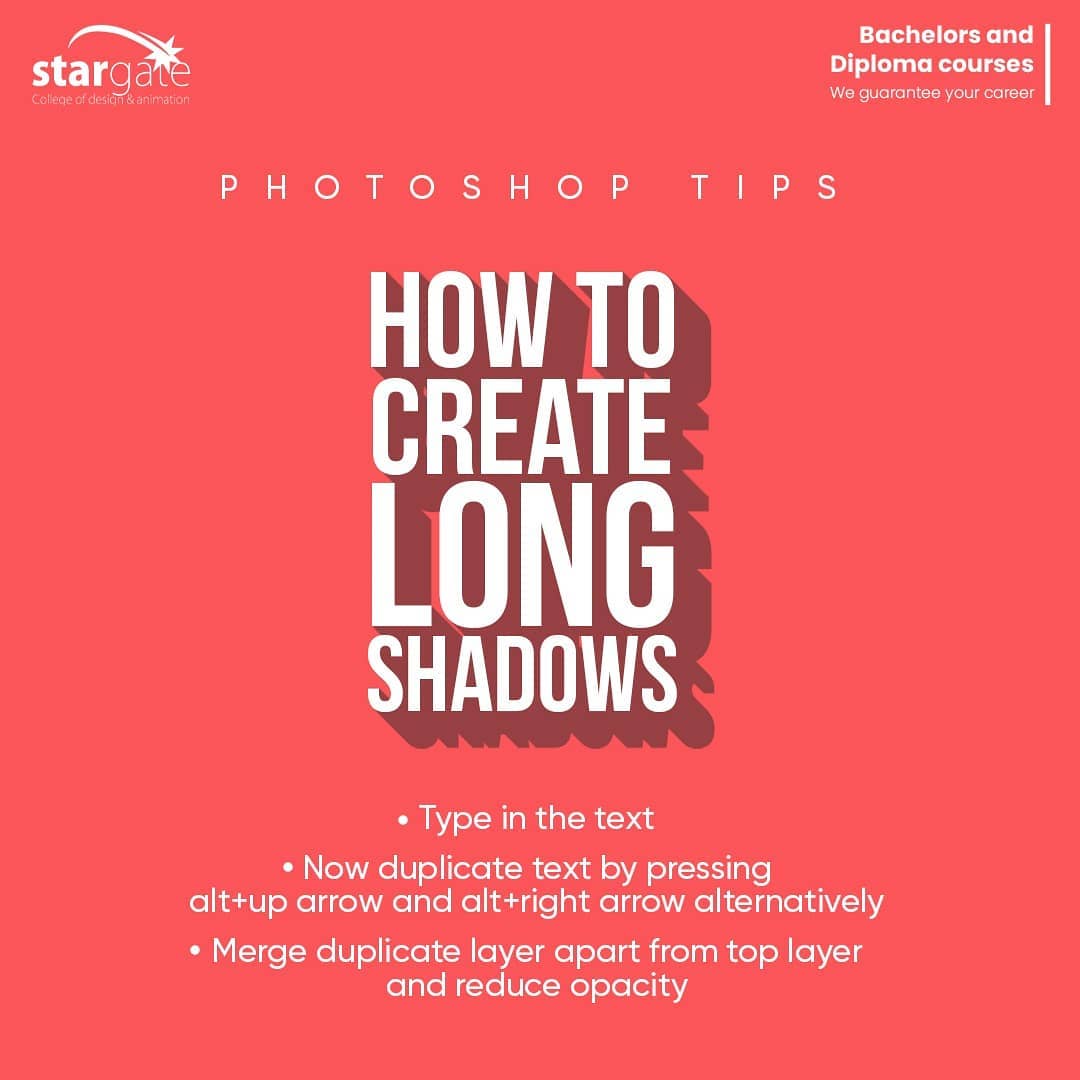 stargate
College of design & animation
Bachelors and
Diploma courses
We guarantee your career
PHOTOSHOP TIPS
HOW TO
CREATE
LONG
SHADOWS
• Type in the text
• Now duplicate text by pressing
alt+up arrow and alt+right arrow alternatively
• Merge duplicate layer apart from top layer
and reduce opacity